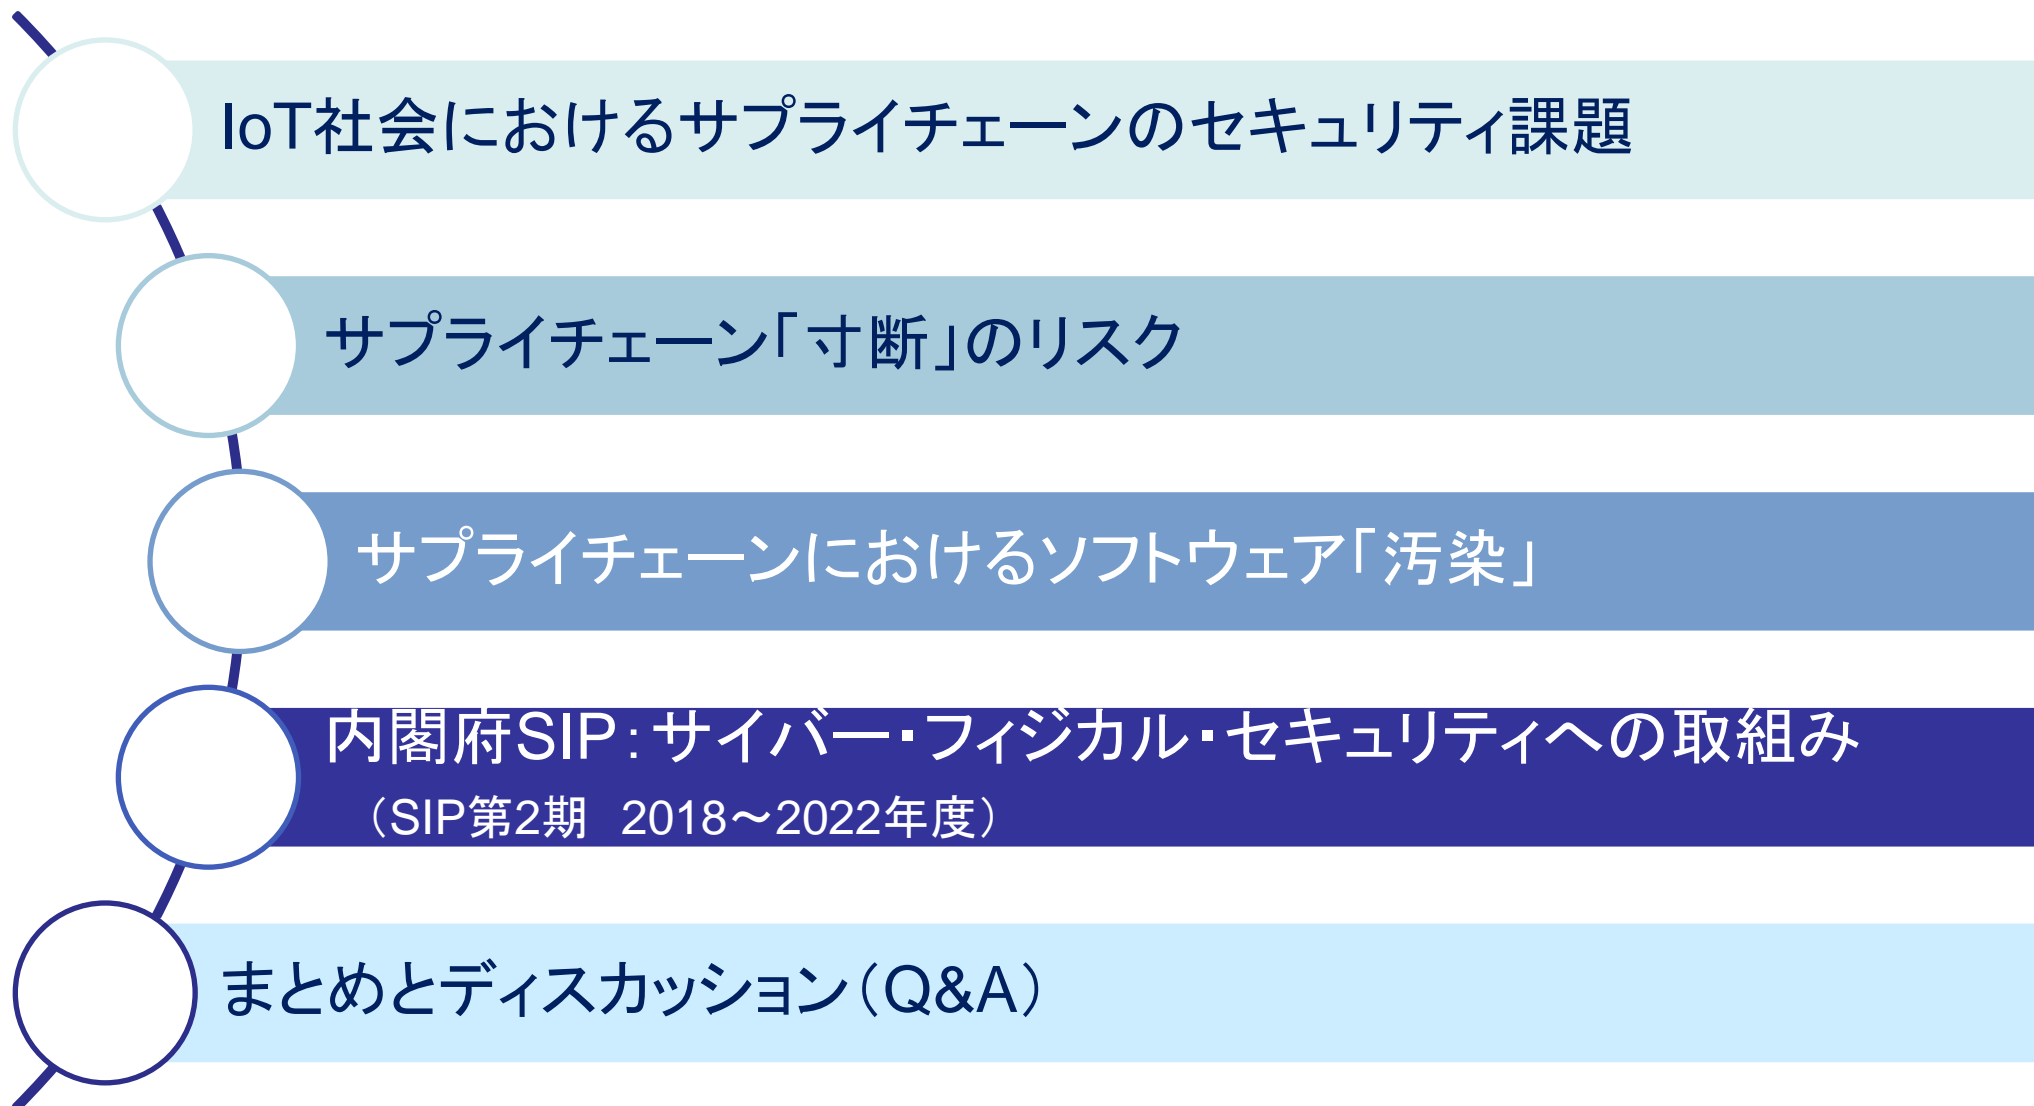 IoT社会におけるサプライチェーンのセキュリティ課題
サプライチェーン「寸断」のリスク
サプライチェーンにおけるソフトウェア「汚染」
内閣府SIP：サイバー・フィジカル・セキュリティへの取組み
（SIP第2期　2018～2022年度）
まとめとディスカッション（Q&A）